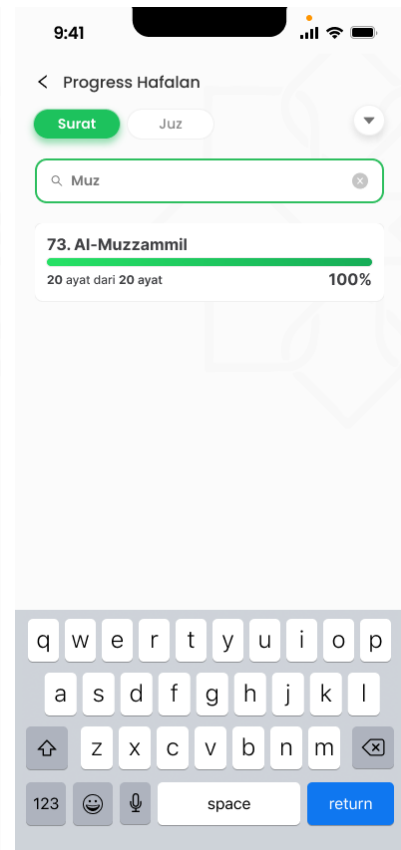 9:41
Progress Hafalan
Surat Juz
Muz
73. Al-Muzzammil
20 ayat dari 20 ayat 100%
q w e r t y u i o p
a s d f g h j k l
z x c v b n m
123 space return